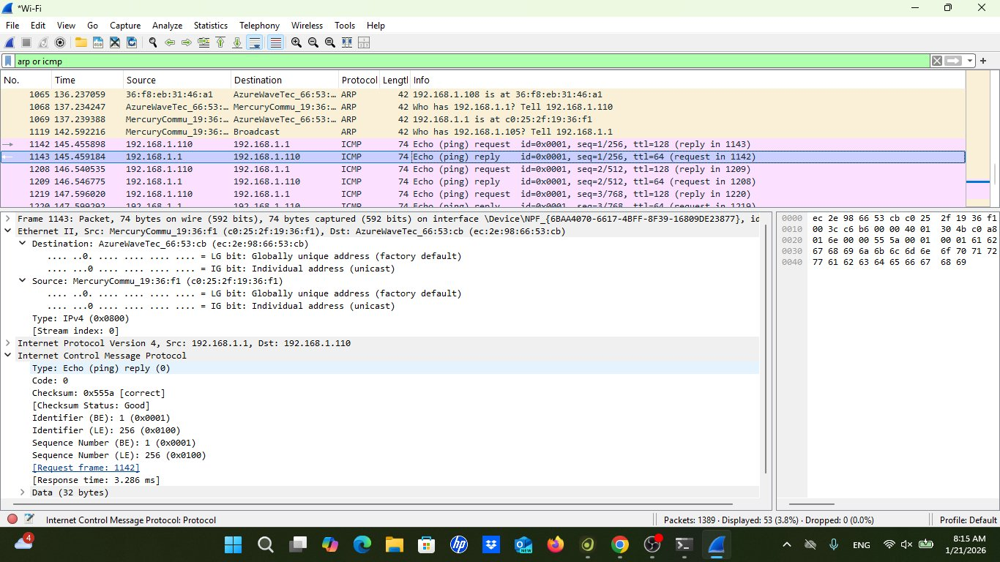 *Wi-Fi
File Edit View Go Capture Analyze Statistics Telephony Wireless Tools Help
arp or icmp
No. Time Source Destination Protocol Lengtl Info
1065 136.237059 36:f8:eb:31:46:a1 AzureWaveTec_66:53:… ARP 42 192.168.1.108 is at 36:f8:eb:31:46:a1
1068 137.234247 AzureWaveTec_66:53:… MercuryCommu_19:36:… ARP 42 Who has 192.168.1.1? Tell 192.168.1.110
1069 137.239388 MercuryCommu_19:36:… AzureWaveTec_66:53:… ARP 42 192.168.1.1 is at c0:25:2f:19:36:f1
1119 142.592216 MercuryCommu_19:36:… Broadcast ARP 42 Who has 192.168.1.105? Tell 192.168.1.1
1142 145.455898 192.168.1.110 192.168.1.1 ICMP 74 Echo (ping) request id=0x0001, seq=1/256, ttl=128 (reply in 1143)
1143 145.459184 192.168.1.1 192.168.1.110 ICMP 74 Echo (ping) reply id=0x0001, seq=1/256, ttl=64 (request in 1142)
1208 146.540535 192.168.1.110 192.168.1.1 ICMP 74 Echo (ping) request id=0x0001, seq=2/512, ttl=128 (reply in 1209)
1209 146.546775 192.168.1.1 192.168.1.110 ICMP 74 Echo (ping) reply id=0x0001, seq=2/512, ttl=64 (request in 1208)
1219 147.596020 192.168.1.110 192.168.1.1 ICMP 74 Echo (ping) request id=0x0001, seq=3/768, ttl=128 (reply in 1220)
1220 147.599292 192.168.1.1 192.168.1.110 ICMP 74 Echo (ping) reply id=0x0001, seq=3/768, ttl=64 (request in 1219)
Frame 1143: Packet, 74 bytes on wire (592 bits), 74 bytes captured (592 bits) on interface \Device\NPF_{6BAA4070-6617-4BFF-8F39-16809DE23877}, id
Ethernet II, Src: MercuryCommu_19:36:f1 (c0:25:2f:19:36:f1), Dst: AzureWaveTec_66:53:cb (ec:2e:98:66:53:cb)
Destination: AzureWaveTec_66:53:cb (ec:2e:98:66:53:cb)
.... ..0. .... .... .... .... = LG bit: Globally unique address (factory default)
.... ...0 .... .... .... .... = IG bit: Individual address (unicast)
Source: MercuryCommu_19:36:f1 (c0:25:2f:19:36:f1)
.... ..0. .... .... .... .... = LG bit: Globally unique address (factory default)
.... ...0 .... .... .... .... = IG bit: Individual address (unicast)
Type: IPv4 (0x0800)
[Stream index: 0]
Internet Protocol Version 4, Src: 192.168.1.1, Dst: 192.168.1.110
Internet Control Message Protocol
Type: Echo (ping) reply (0)
Code: 0
Checksum: 0x555a [correct]
[Checksum Status: Good]
Identifier (BE): 1 (0x0001)
Identifier (LE): 256 (0x0100)
Sequence Number (BE): 1 (0x0001)
Sequence Number (LE): 256 (0x0100)
[Request frame: 1142]
[Response time: 3.286 ms]
Data (32 bytes)
0000 ec 2e 98 66 53 cb c0 25 2f 19 36 f1
0010 00 3c c6 b6 00 00 40 01 30 4b c0 a8
0020 01 6e 00 00 55 5a 00 01 00 01 61 62
0030 67 68 69 6a 6b 6c 6d 6e 6f 70 71 72
0040 77 61 62 63 64 65 66 67 68 69
Internet Control Message Protocol: Protocol
Packets: 1389 · Displayed: 53 (3.8%) · Dropped: 0 (0.0%)
Profile: Default
4
NEW
ENG
8:15 AM
1/21/2026